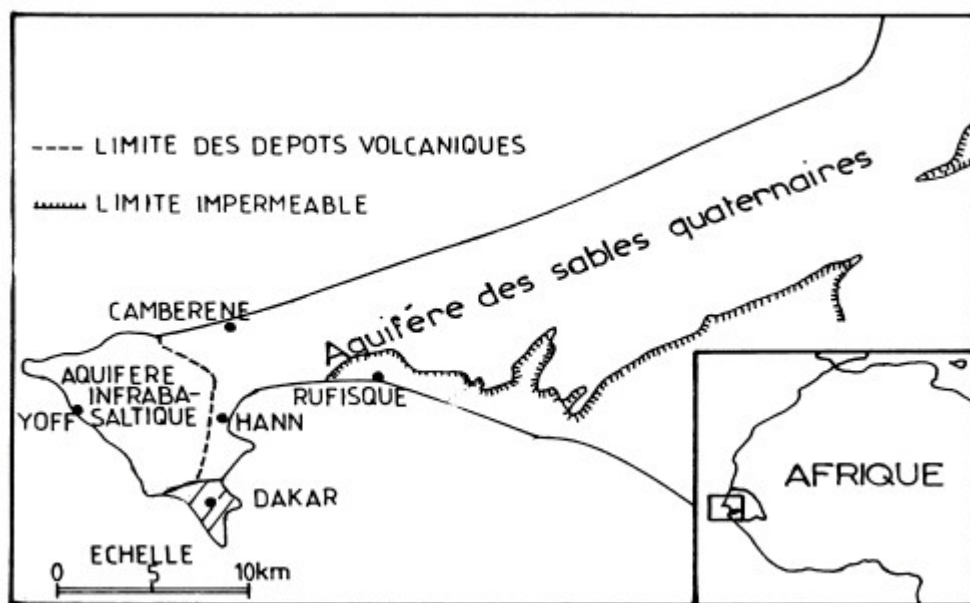 LIMITE DES DEPOTS VOLCANIQUES
LIMITE IMPERMEABLE
Aquifére des sables quaternaires
CAMBERENE
AQUIFERE
INFRABA-
SALTIQUE
YOFF
HANN
RUFISQUE
DAKAR
AFRIQUE
ECHELLE
0 5 10km